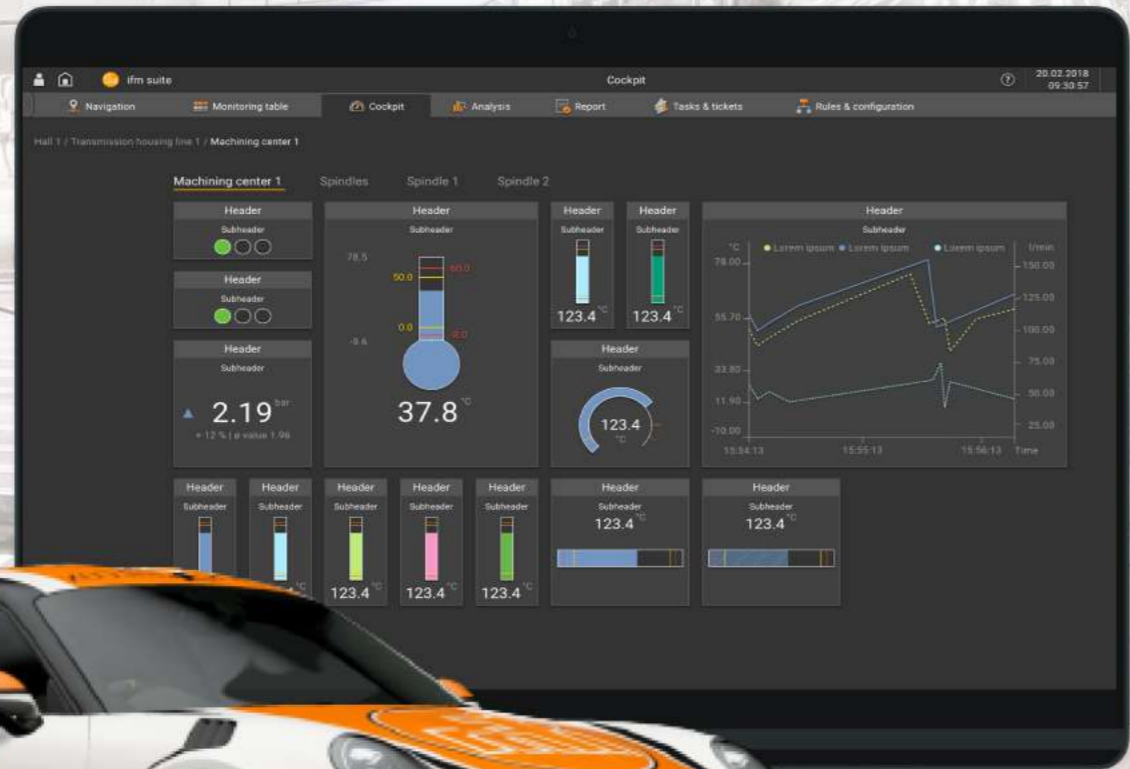 ifm suite
Cockpit
20.02.2018
09:30:57
Navigation
Monitoring table
Cockpit
Analysis
Report
Tasks & tickets
Rules & configuration
Hall 1 / Transmission housing line 1 / Machining center 1
Machining center 1
Spindles
Spindle 1
Spindle 2
Header
Subheader
Header
Subheader
Header
Subheader
2.19 bar
+ 12 % | ø value 1.96
Header
Subheader
78.5
50.0
60.0
0.0
-9.6
37.8 °C
Header
Subheader
123.4 °C
Header
Subheader
123.4 °C
Header
Subheader
123.4
°C
Header
Subheader
°C
Lorem ipsum
Lorem ipsum
Lorem ipsum
l/min
78.00
150.00
125.00
55.70
100.00
75.00
33.80
50.00
11.90
25.00
-10.00
15:54:13
15:55:13
15:56:13
Time
Header
Subheader
Header
Subheader
°C
Header
Subheader
123.4 °C
Header
Subheader
123.4 °C
Header
Subheader
123.4 °C
Header
Subheader
123.4 °C
Header
Subheader
123.4 °C